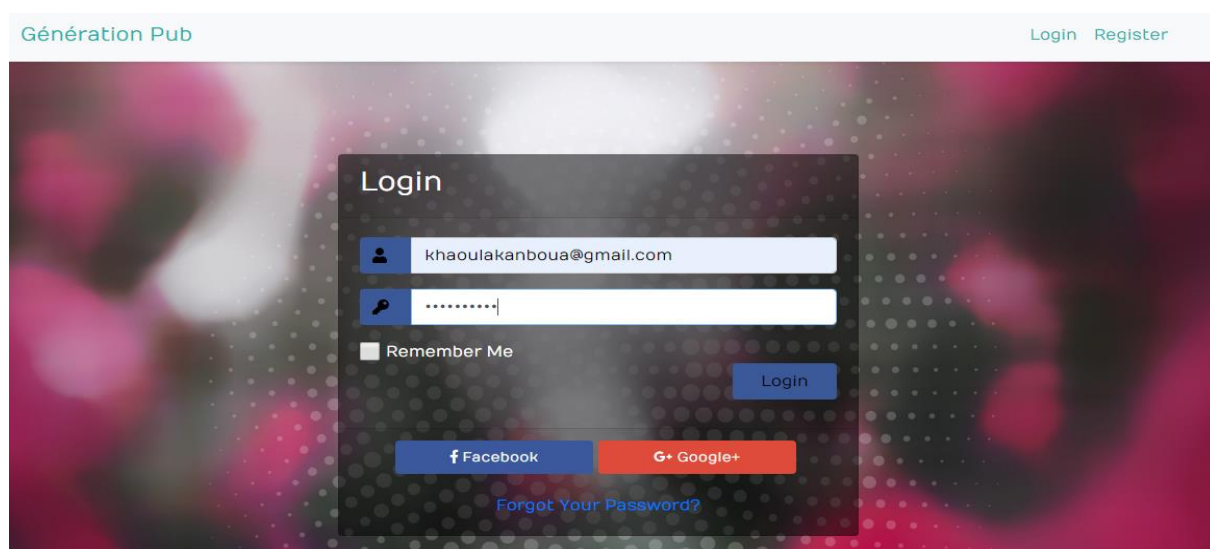 Génération Pub
Login Register
Login
khaoulakanboua@gmail.com
••••••••••
Remember Me
Login
f Facebook G+ Google+
Forgot Your Password?